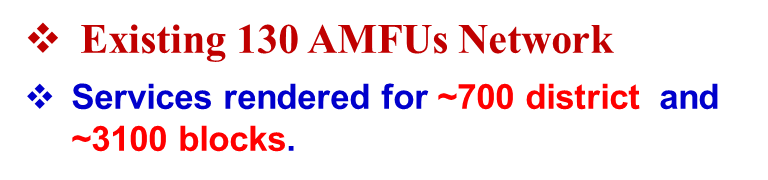 ❖ Existing 130 AMFUs Network
❖ Services rendered for ~700 district and
~3100 blocks.